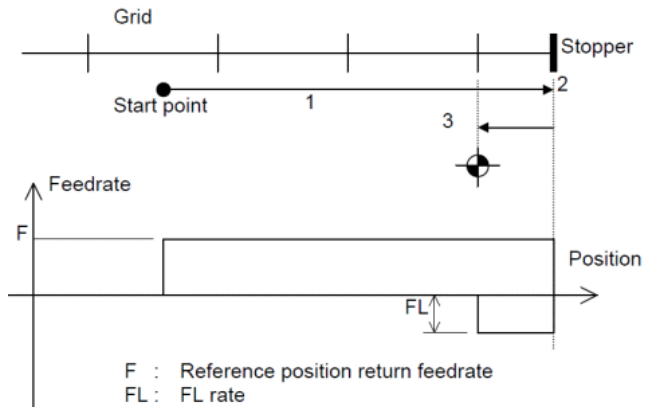 Grid
Stopper
Start point
1
2
3
Feedrate
F
Position
FL
F : Reference position return feedrate
FL : FL rate